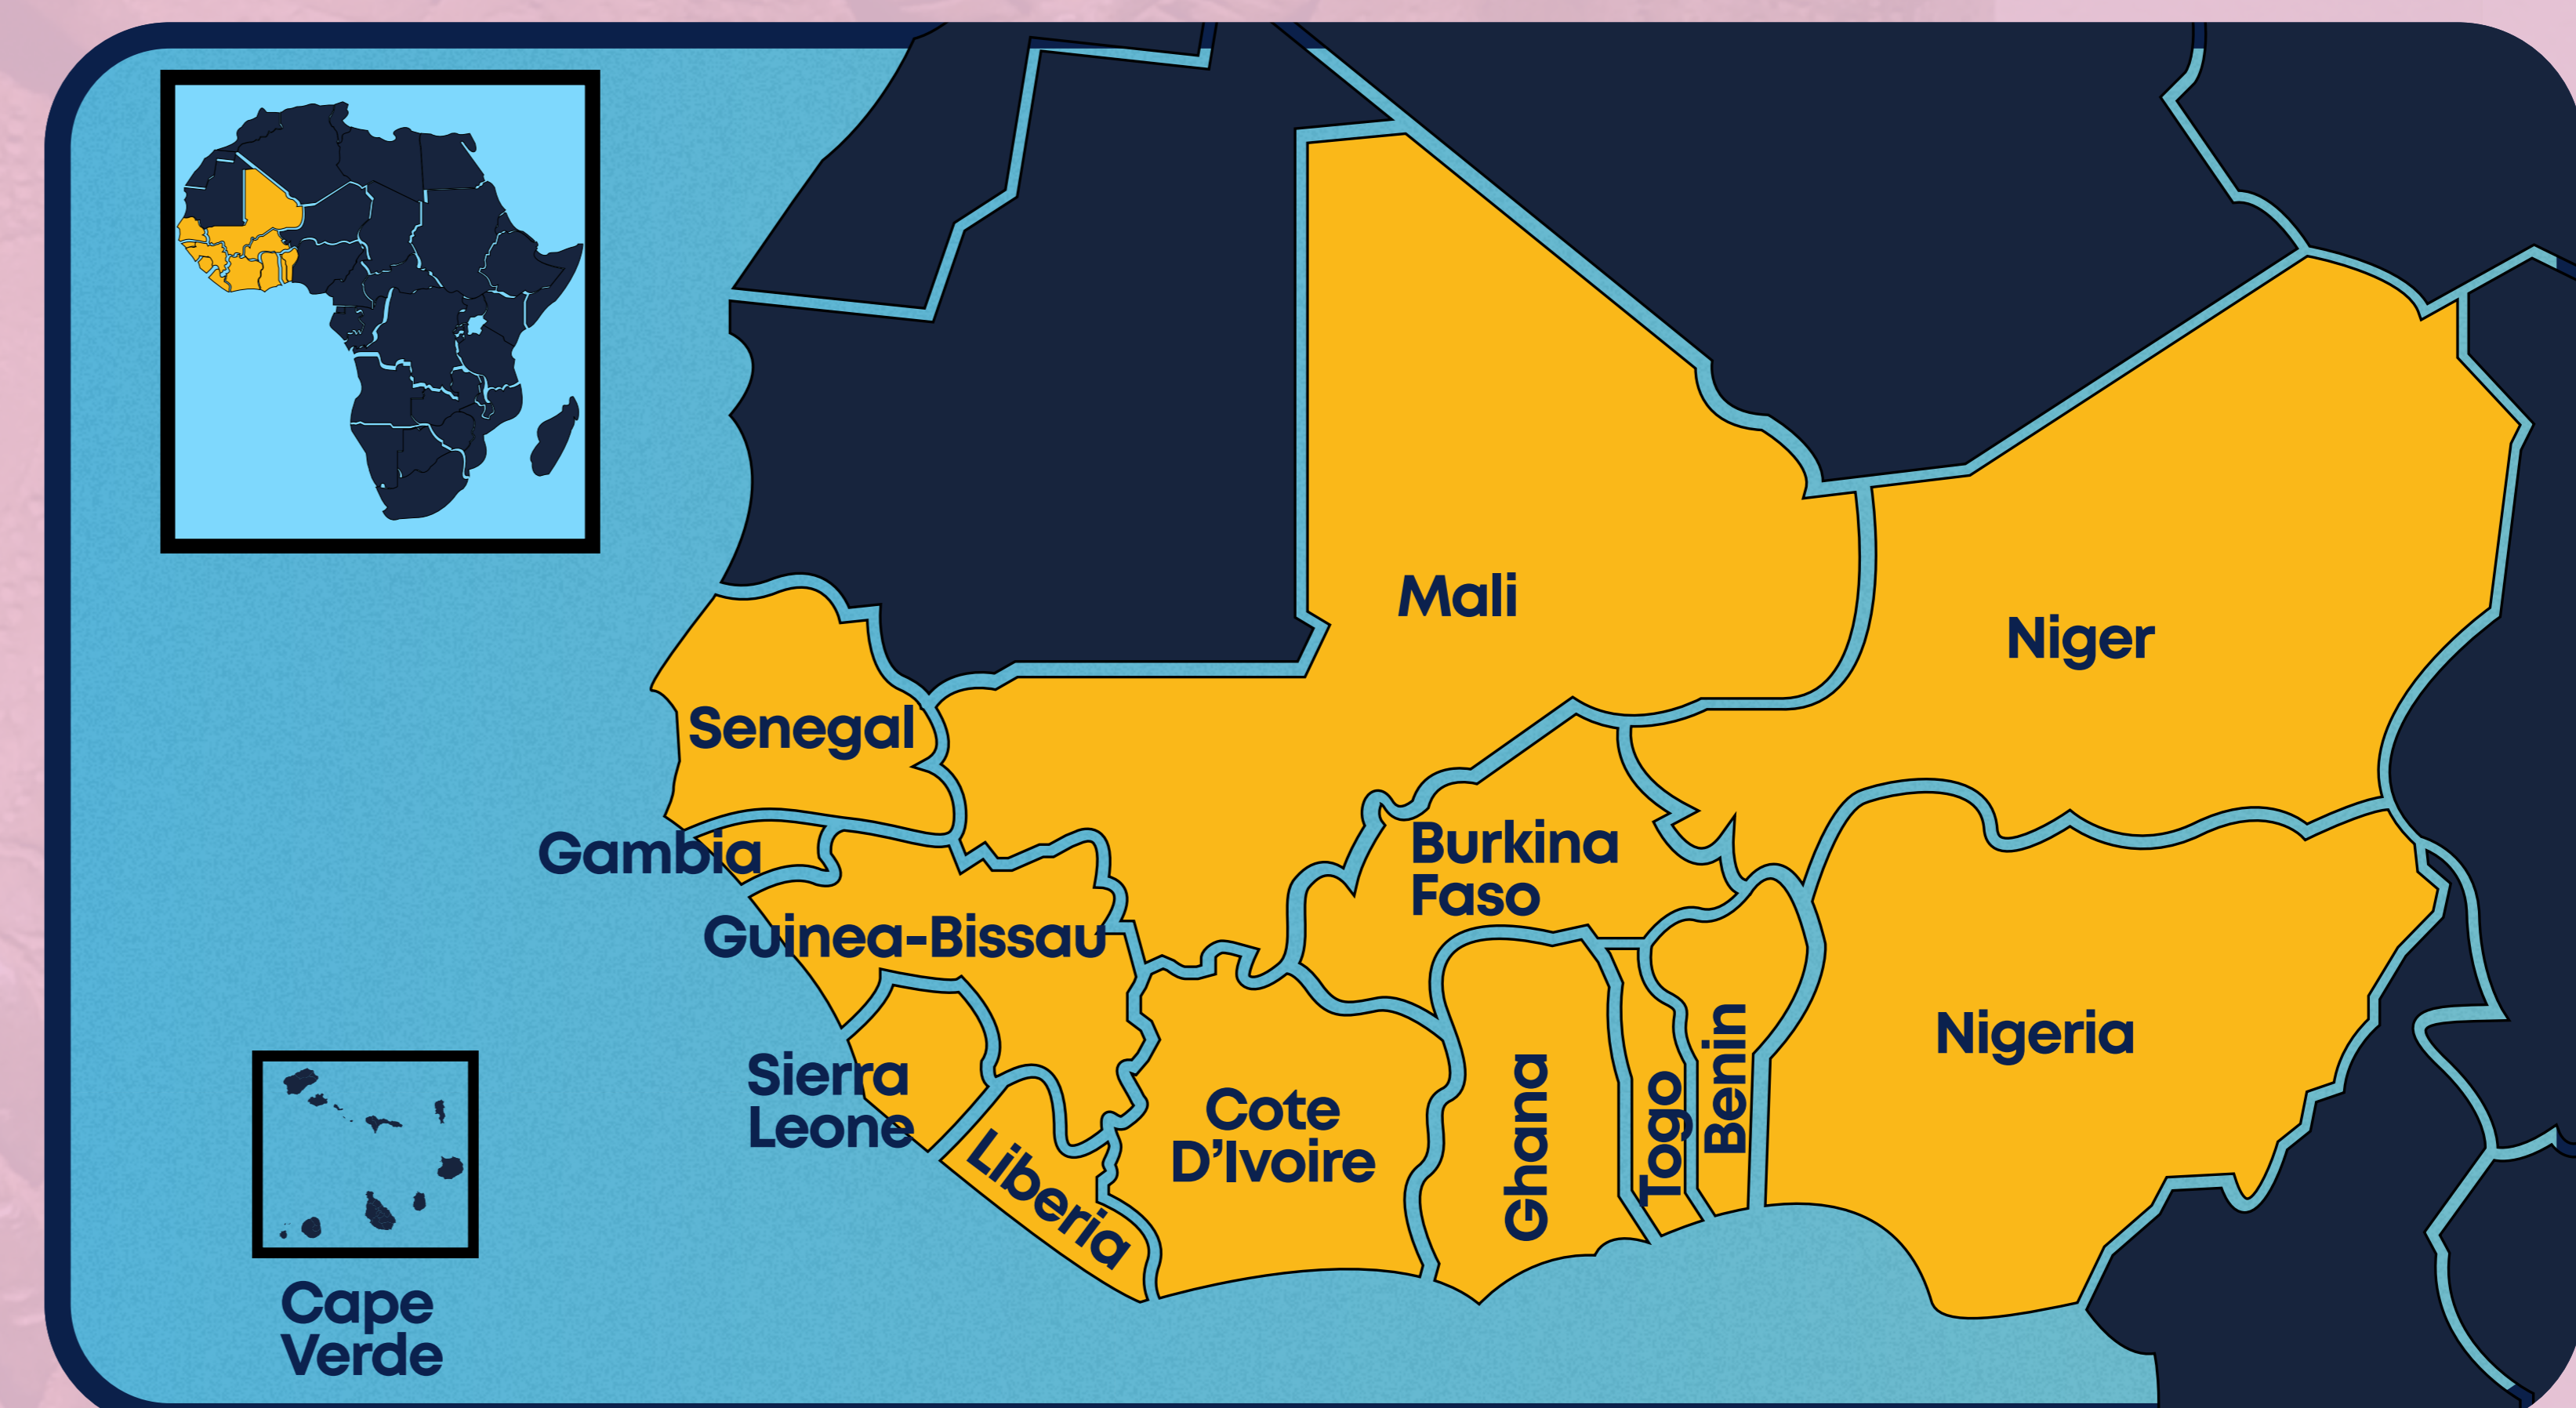 Mali
Niger
Senegal
Gambia
Burkina
Faso
Guinea-Bissau
Nigeria
Sierra
Leone
Cote
D’Ivoire
Ghana
Togo
Benin
Liberia
Cape
Verde